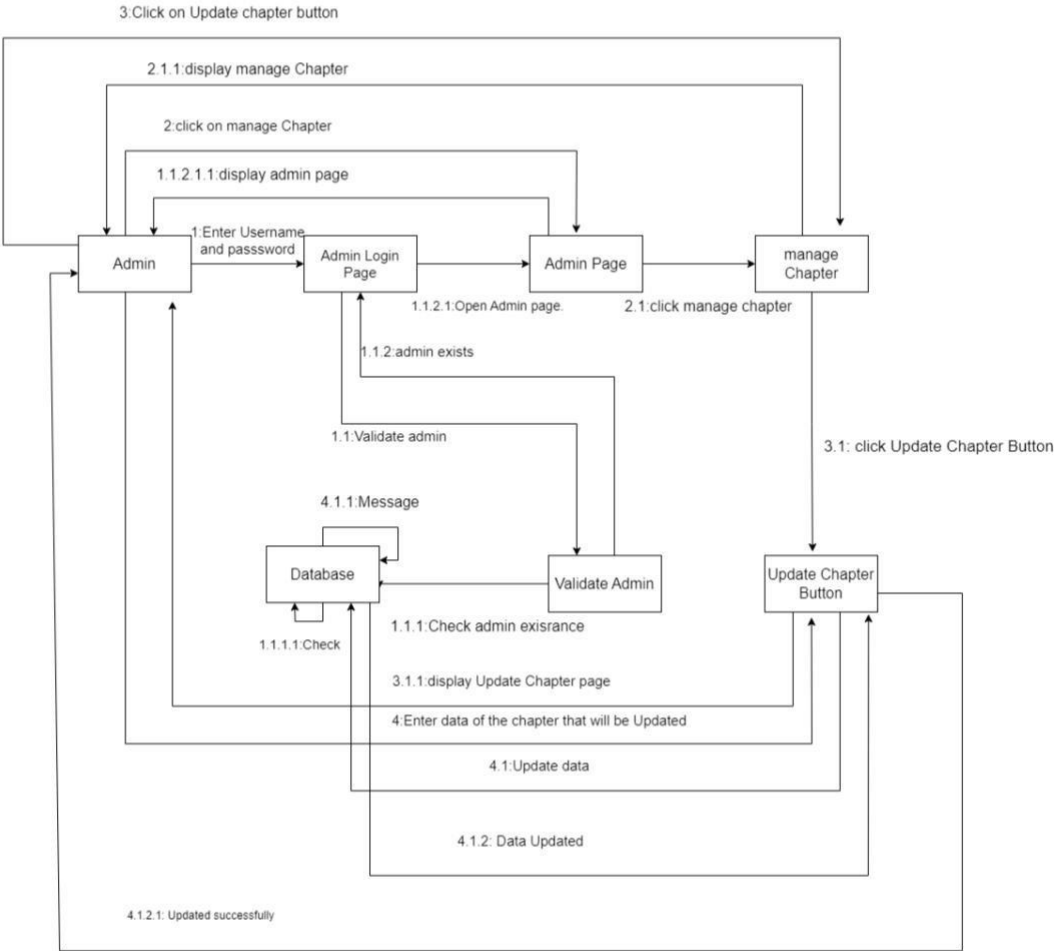 3:Click on Update chapter button
2.1.1:display manage Chapter
2:click on manage Chapter
1.1.2.1.1:display admin page
1:Enter Username
and passsword
Admin
Admin Login
Page
Admin Page
manage
Chapter
1.1.2.1:Open Admin page.
2.1:click manage chapter
1.1.2:admin exists
1.1:Validate admin
3.1: click Update Chapter Button
4.1.1:Message
Database
Validate Admin
Update Chapter
Button
1.1.1:Check admin exisrance
1.1.1.1:Check
3.1.1:display Update Chapter page
4:Enter data of the chapter that will be Updated
4.1:Update data
4.1.2: Data Updated
4.1.2.1: Updated successfully